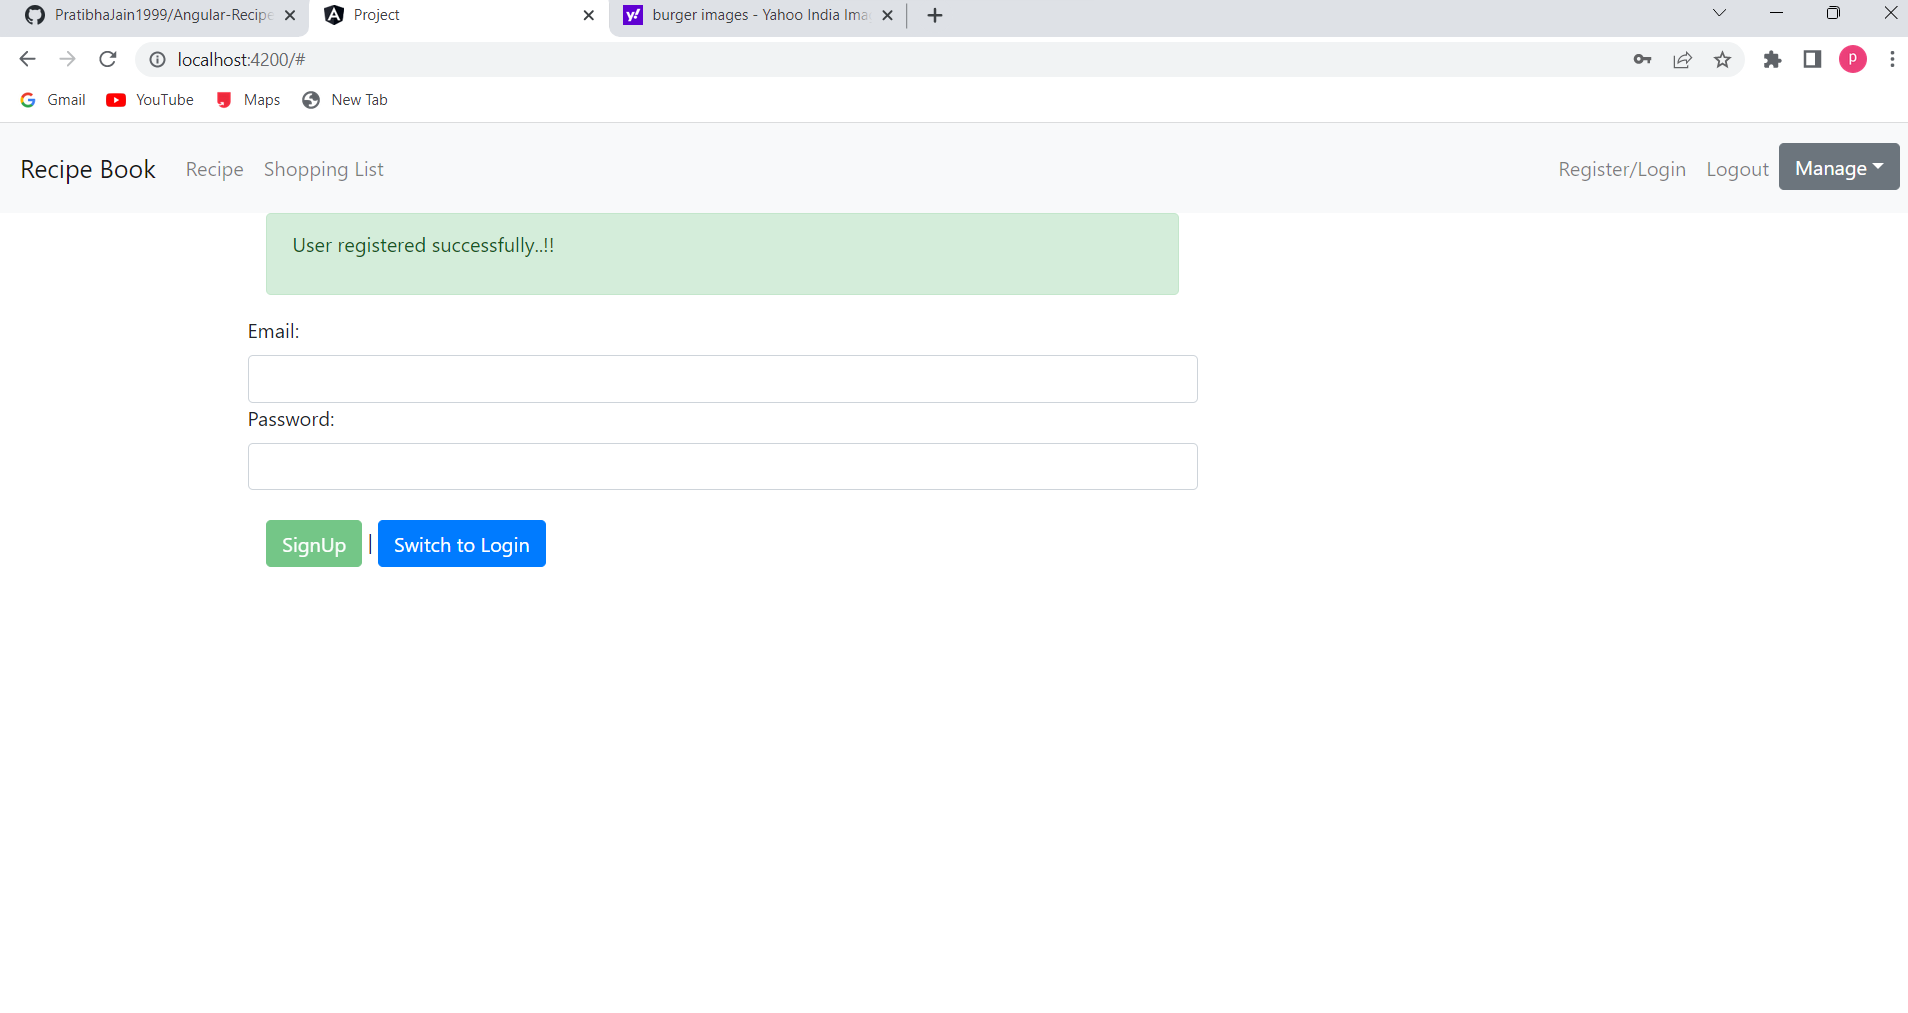 PratibhaJain1999/Angular-Recipe
Project
y!
burger images - Yahoo India Ima
localhost:4200/#
P
Gmail
YouTube
Maps
New Tab
Recipe Book
Recipe
Shopping List
Register/Login
Logout
Manage
User registered successfully..!!
Email:
Password:
SignUp | Switch to Login